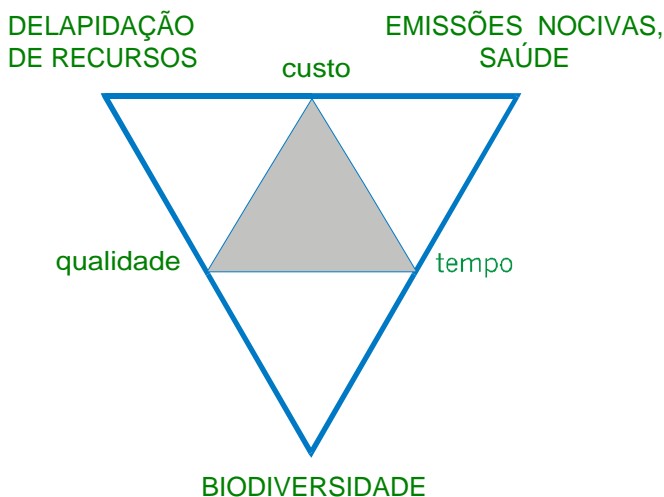 DELAPIDAÇÃO
DE RECURSOS
EMISSÕES NOCIVAS,
SAÚDE
custo
qualidade
tempo
BIODIVERSIDADE